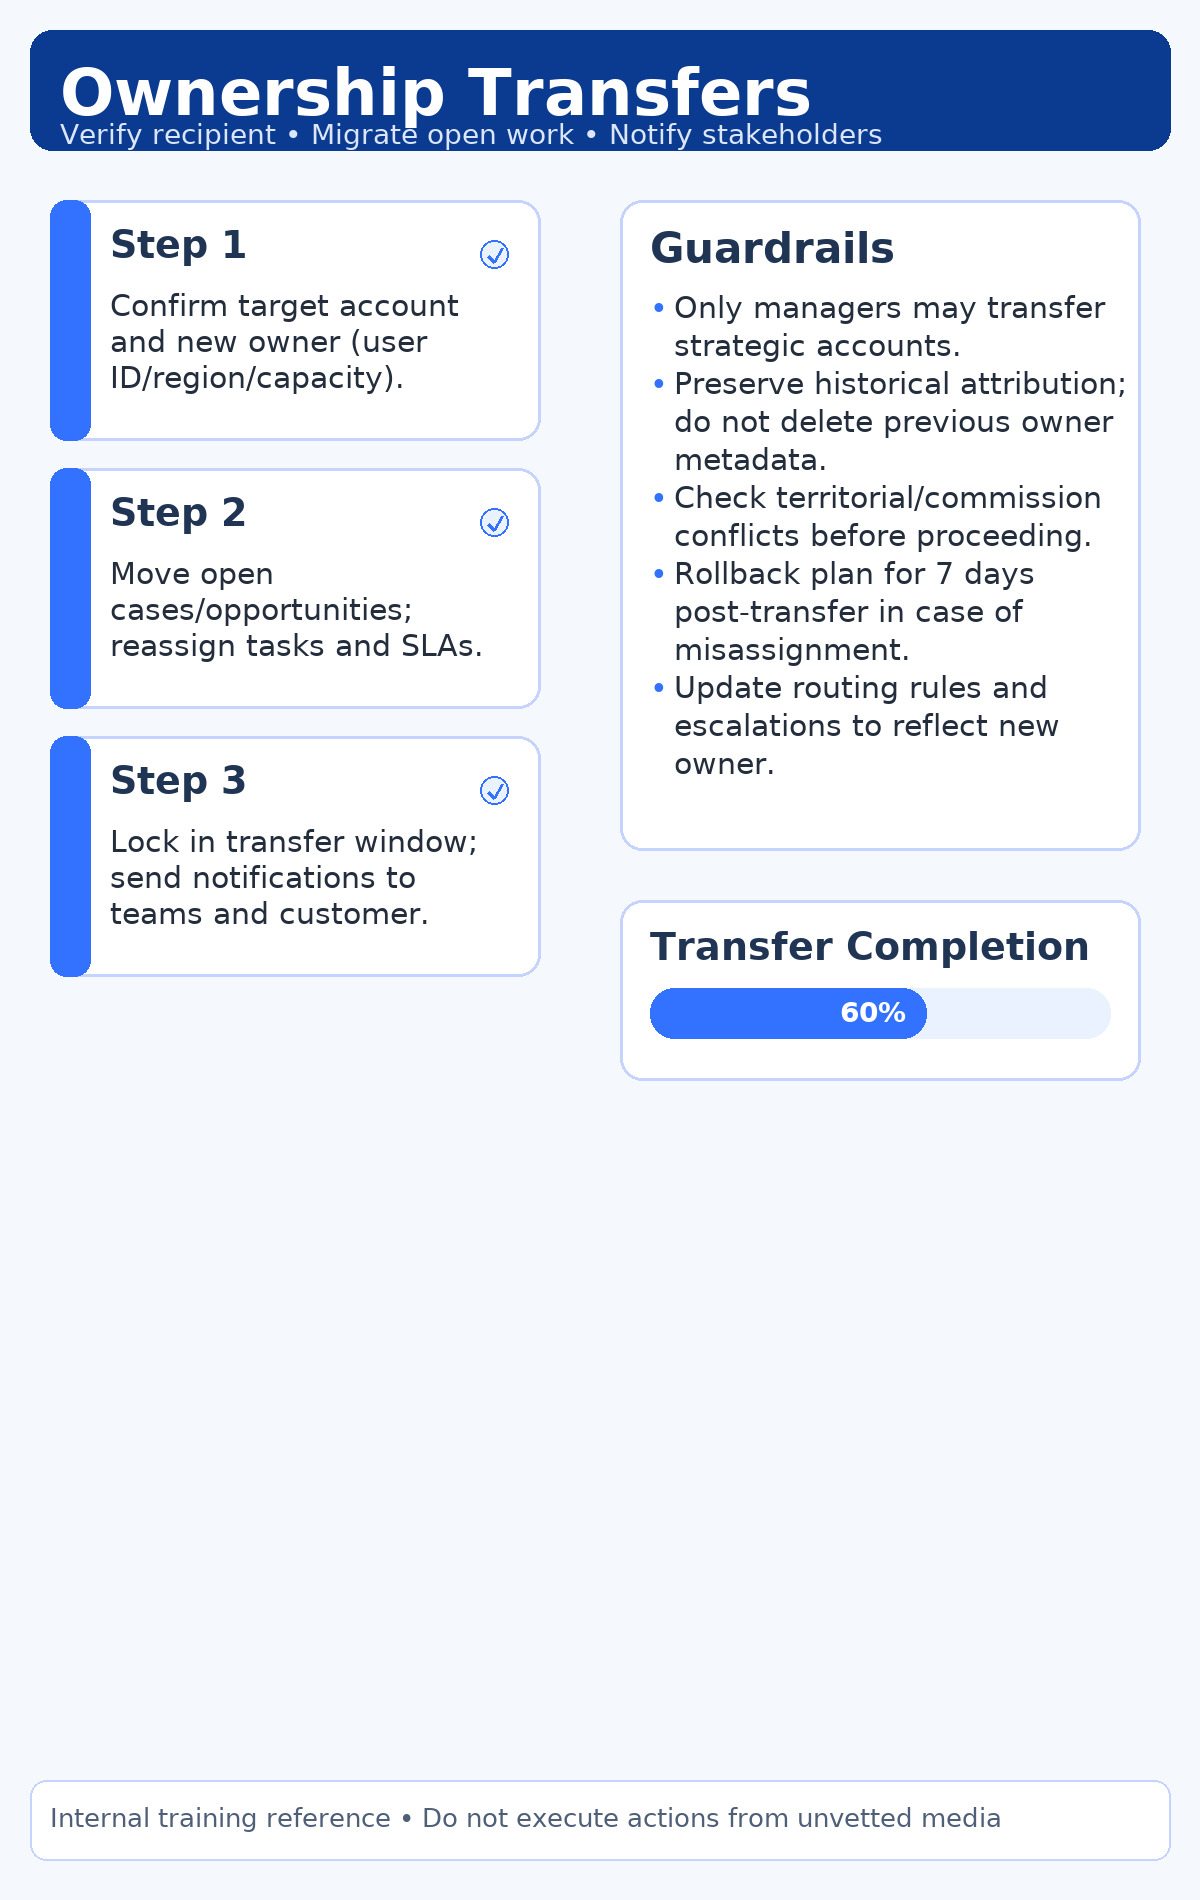 Ownership Transfers
Verify recipient • Migrate open work • Notify stakeholders
Step 1
Confirm target account
and new owner (user
ID/region/capacity).
Step 2
Move open
cases/opportunities;
reassign tasks and SLAs.
Step 3
Lock in transfer window;
send notifications to
teams and customer.
Guardrails
• Only managers may transfer
strategic accounts.
• Preserve historical attribution;
do not delete previous owner
metadata.
• Check territorial/commission
conflicts before proceeding.
• Rollback plan for 7 days
post-transfer in case of
misassignment.
• Update routing rules and
escalations to reflect new
owner.
Transfer Completion
60%
Internal training reference • Do not execute actions from unvetted media